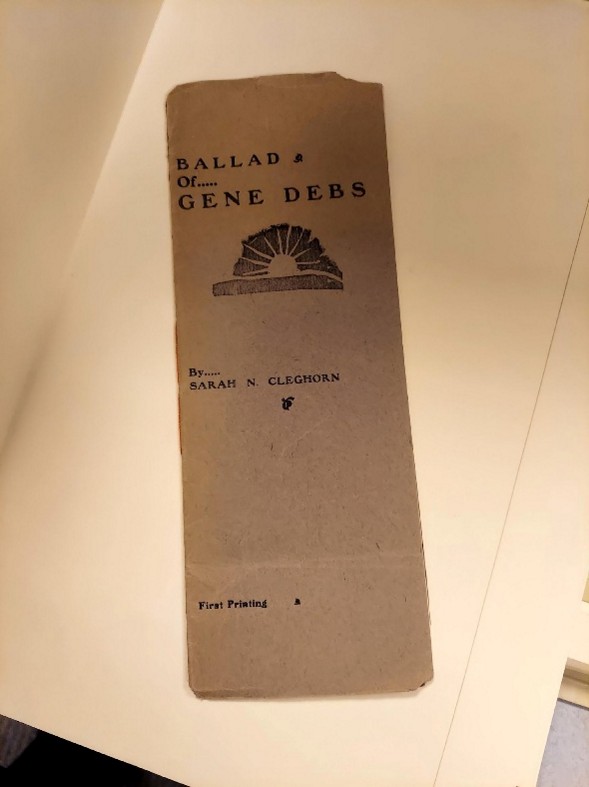 BALLAD
Of.....
GENE DEBS
By.....
SARAH N. CLEGHORN
First Printing